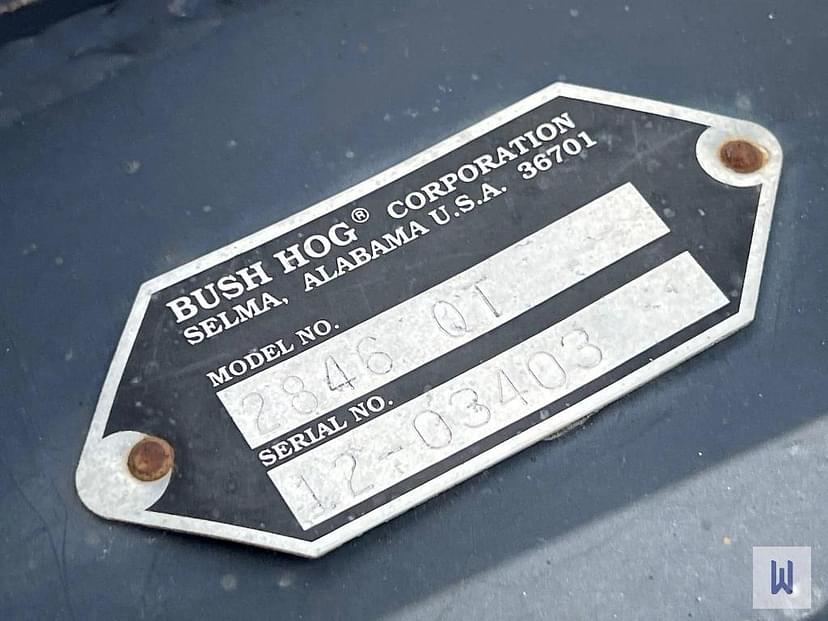 BUSH HOG® CORPORATION
SELMA, ALABAMA U.S.A. 36701
MODEL NO.
2846 QT
SERIAL NO.
12-03403
W